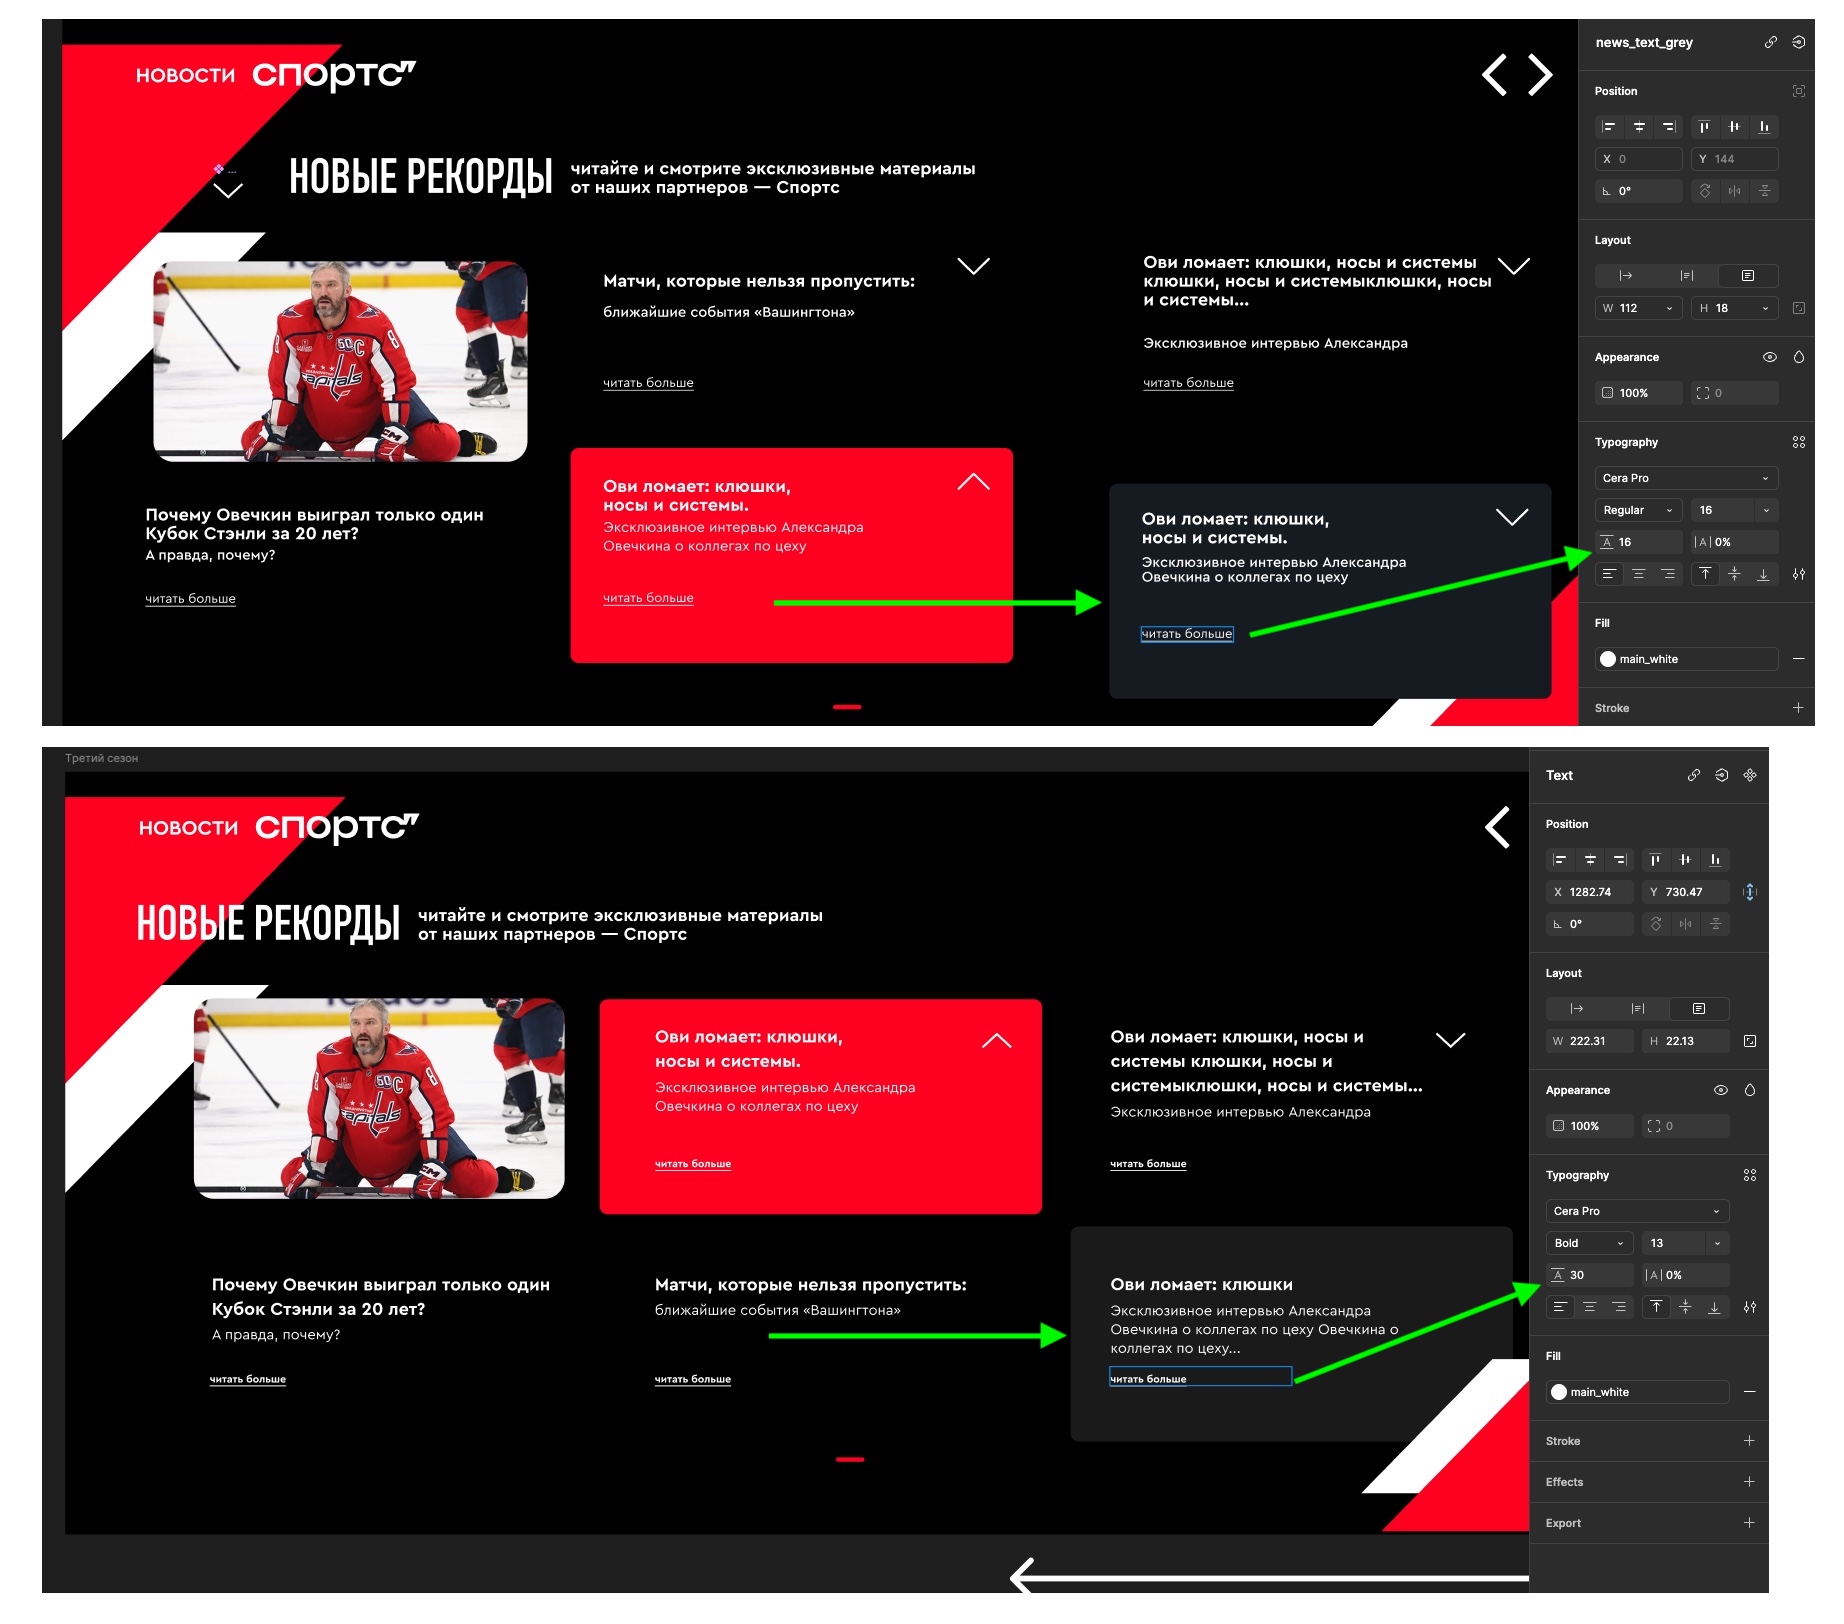 НОВОСТИ спортс"
НОВЫЕ РЕКОРДЫ
читайте и смотрите эксклюзивные материалы
от наших партнеров — Спортс
Матчи, которые нельзя пропустить:
ближайшие события «Вашингтона»
читать больше
Ови ломает: клюшки, носы и системы
клюшки, носы и системыклюшки, носы
и системы...
Эксклюзивное интервью Александра
читать больше
Почему Овечкин выиграл только один
Кубок Стэнли за 20 лет?
А правда, почему?
читать больше
Ови ломает: клюшки,
носы и системы.
Эксклюзивное интервью Александра
Овечкина о коллегах по цеху
читать больше
Ови ломает: клюшки,
носы и системы.
Эксклюзивное интервью Александра
Овечкина о коллегах по цеху
читать больше
news_text_grey
Position
X 0 Y 144
0°
Layout
W 112 H 18
Appearance
100% 0
Typography
Cera Pro
Regular 16
A 16 |A| 0%
Fill
main_white
Stroke
Третий сезон
НОВОСТИ спортс"
НОВЫЕ РЕКОРДЫ
читайте и смотрите эксклюзивные материалы
от наших партнеров — Спортс
Ови ломает: клюшки,
носы и системы.
Эксклюзивное интервью Александра
Овечкина о коллегах по цеху
читать больше
Ови ломает: клюшки, носы и
системы клюшки, носы и
системыклюшки, носы и системы...
Эксклюзивное интервью Александра
читать больше
Почему Овечкин выиграл только один
Кубок Стэнли за 20 лет?
А правда, почему?
читать больше
Матчи, которые нельзя пропустить:
ближайшие события «Вашингтона»
читать больше
Ови ломает: клюшки
Эксклюзивное интервью Александра
Овечкина о коллегах по цеху Овечкина о
коллегах по цеху...
читать больше
Text
Position
X 1282.74 Y 730.47
0°
Layout
W 222.31 H 22.13
Appearance
100% 0
Typography
Cera Pro
Bold 13
A 30 |A| 0%
Fill
main_white
Stroke
Effects
Export